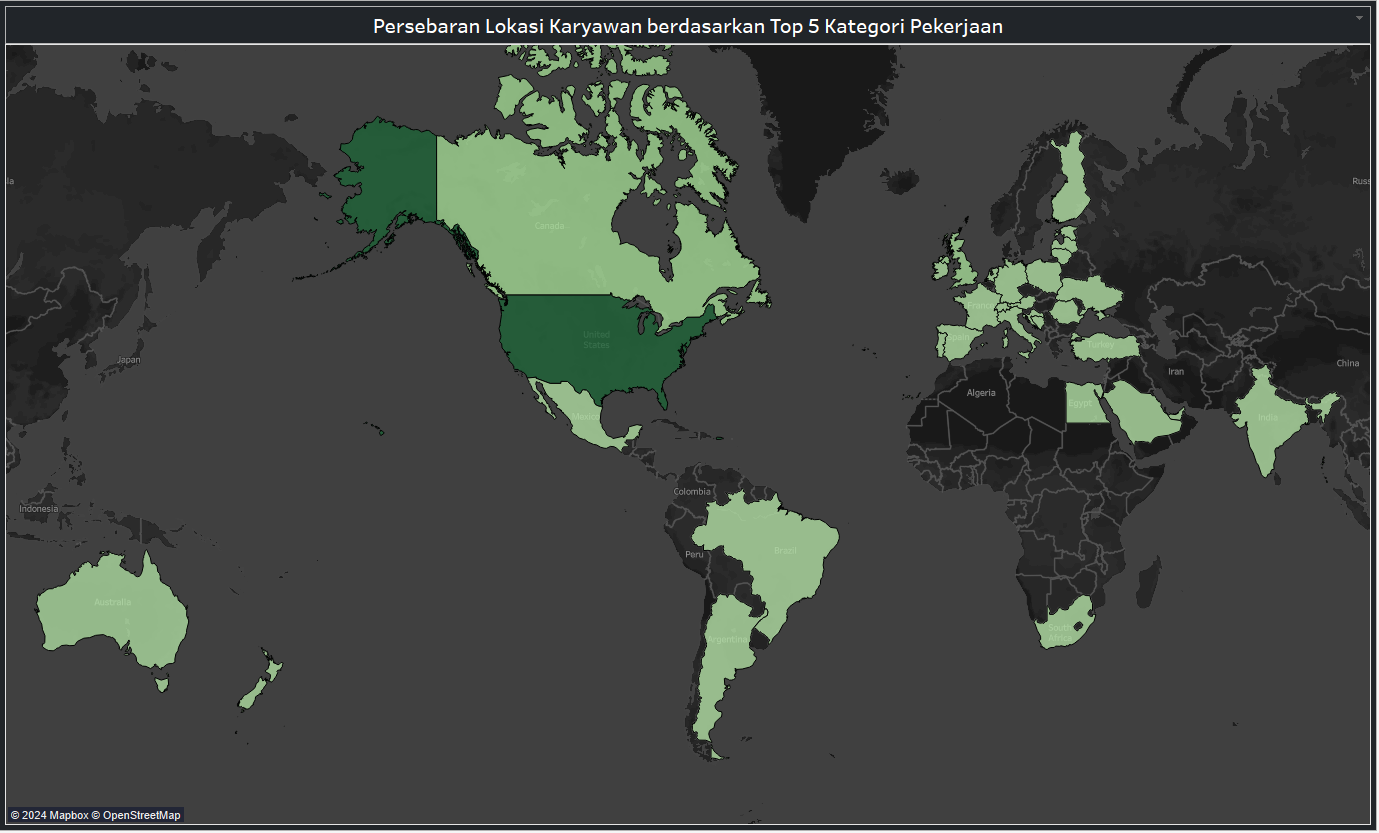 Persebaran Lokasi Karyawan berdasarkan Top 5 Kategori Pekerjaan
la
Russ
Canada
United
States
Japan
France
Spain
Turkey
China
Iran
Algeria
Egypt
Mexico
India
Colombia
Indonesia
Brazil
Peru
Australia
South
Africa
Argentina
© 2024 Mapbox © OpenStreetMap